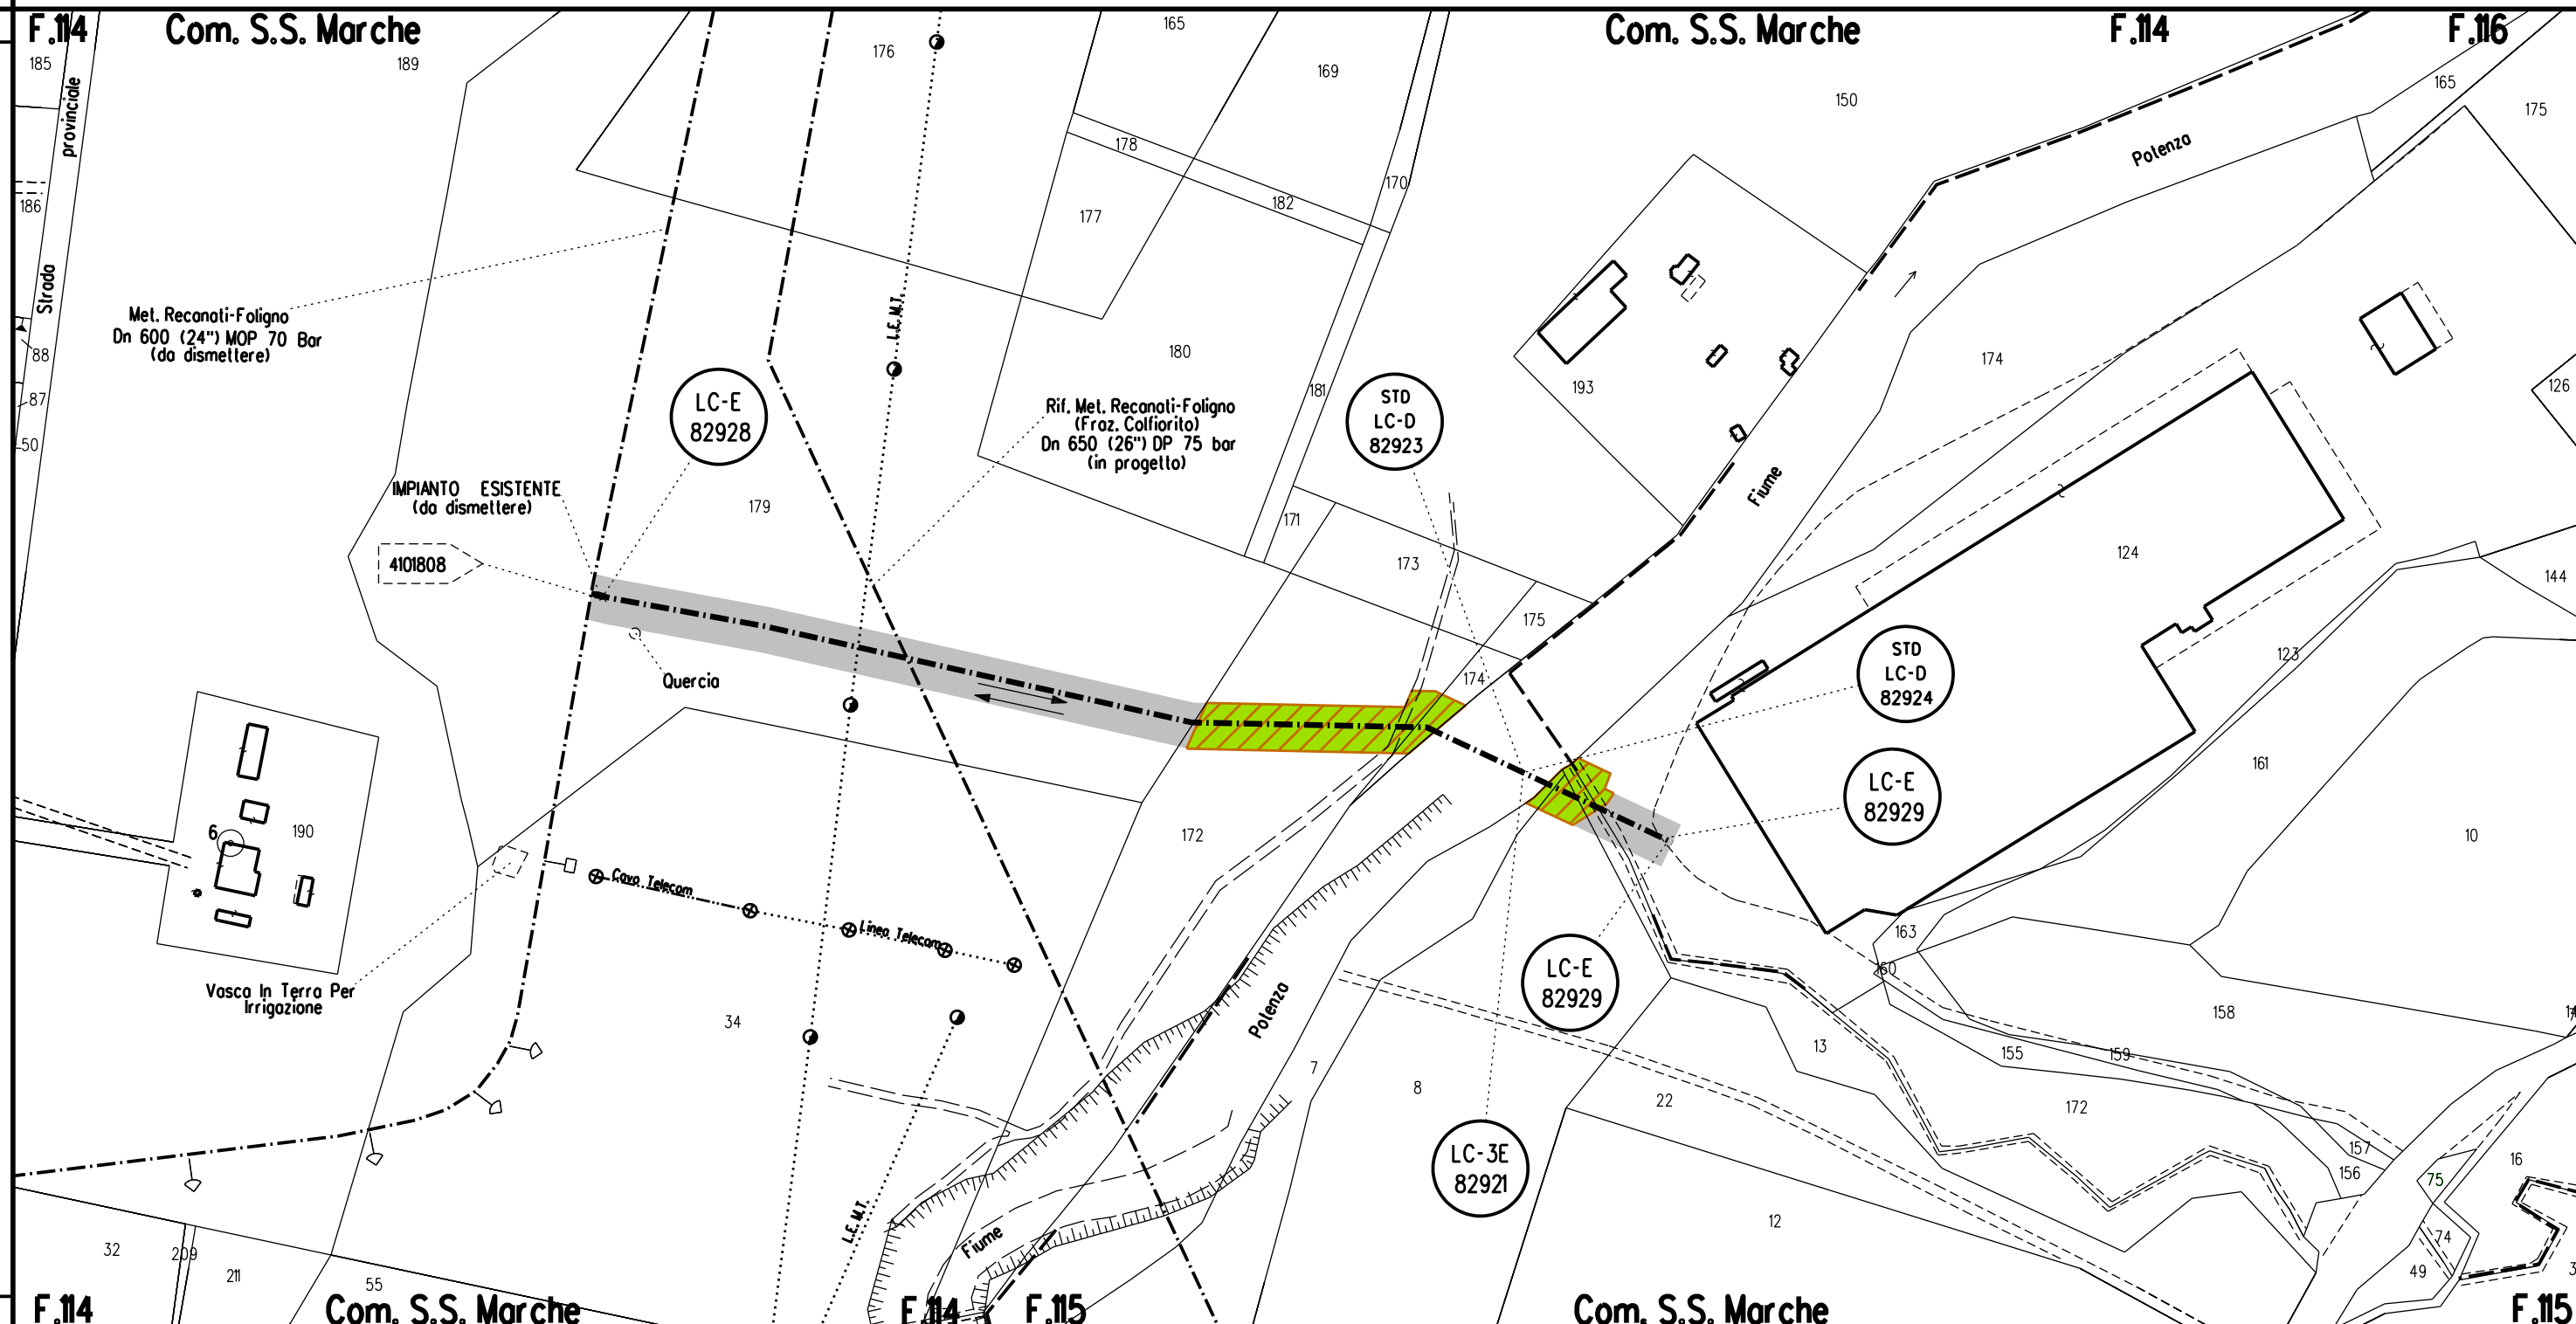 F.114
Com. S.S. Marche
Com. S.S. Marche
F.114
F.116
185
189
176
165
169
150
165
175
provinciale
178
170
Potenza
186
177
182
Strada
Met. Recanati-Foligno
Dn 600 (24") MOP 70 Bar
(da dismettere)
L.E.M.T.
88
180
174
87
181
193
126
50
LC-E
82928
Rif. Met. Recanati-Foligno
(Fraz. Colfiorito)
Dn 650 (26") DP 75 bar
(in progetto)
STD
LC-D
82923
IMPIANTO ESISTENTE
(da dismettere)
179
171
Fiume
4101808
173
124
144
175
Quercia
174
STD
LC-D
82924
123
161
LC-E
82929
6
190
172
10
Cavo Telecom
Linea Telecom
163
160
LC-E
82929
Vasca In Terra Per
Irrigazione
34
Potenza
158
7
8
13
155
159
22
172
157
156
LC-3E
82921
16
75
L.E.M.T.
Fiume
12
74
49
32
209
211
55
F.114
Com. S.S. Marche
F.114
F.115
Com. S.S. Marche
F.115